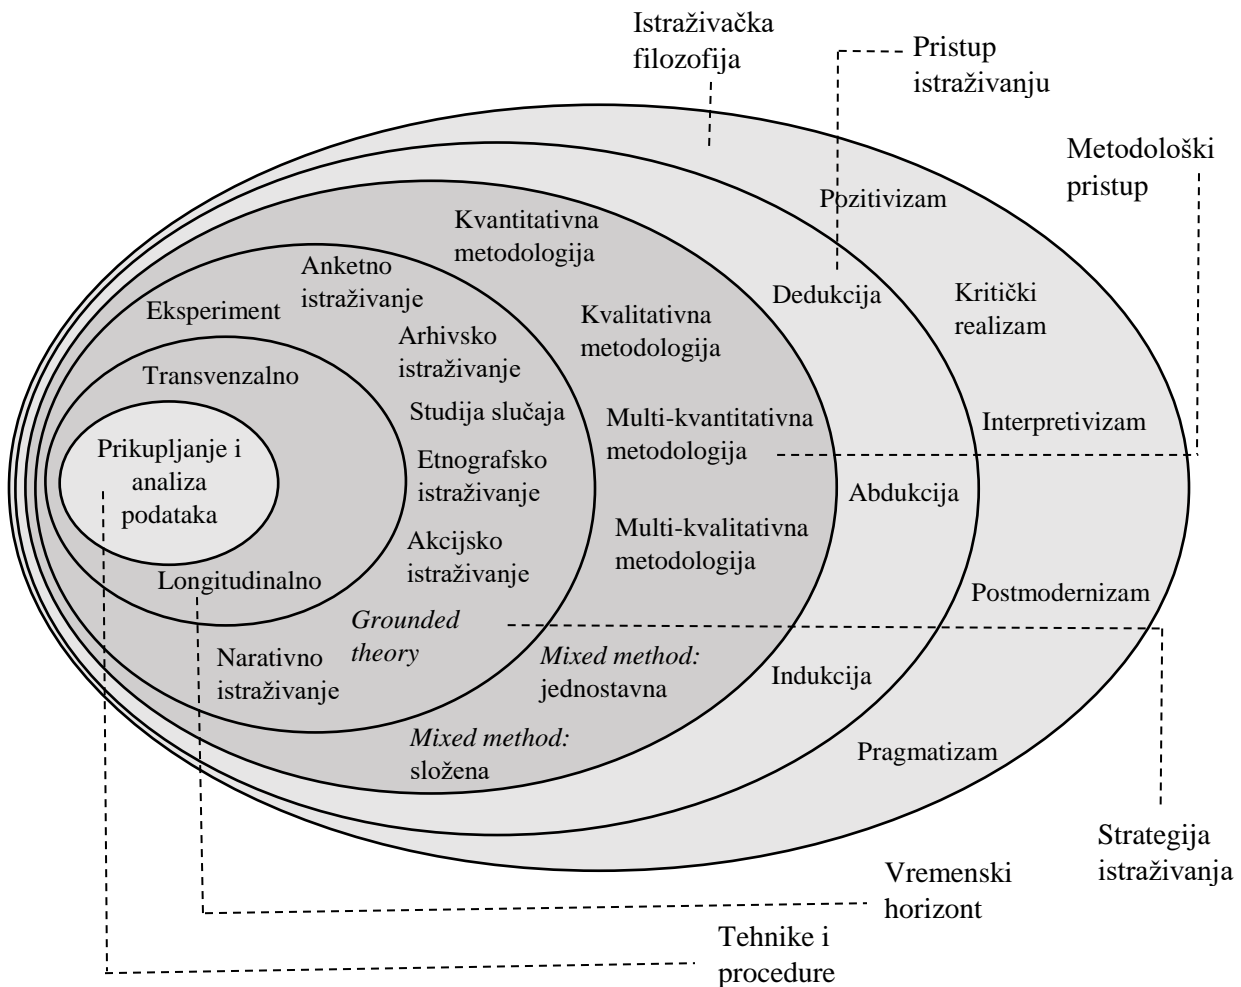 Istraživačka
filozofija
Pristup
istraživanju
Metodološki
pristup
Pozitivizam
Kvantitativna
metodologija
Anketno
istraživanje
Dedukcija
Kritički
realizam
Eksperiment
Kvalitativna
metodologija
Arhivsko
istraživanje
Transvenzalno
Studija slučaja
Multi-kvantitativna
metodologija
Interpretivizam
Prikupljanje i
analiza
podataka
Etnografsko
istraživanje
Abdukcija
Multi-kvalitativna
metodologija
Akcijsko
istraživanje
Longitudinalno
Postmodernizam
Grounded
theory
Narativno
istraživanje
Mixed method:
jednostavna
Indukcija
Mixed method:
složena
Pragmatizam
Strategija
istraživanja
Vremenski
horizont
Tehnike i
procedure